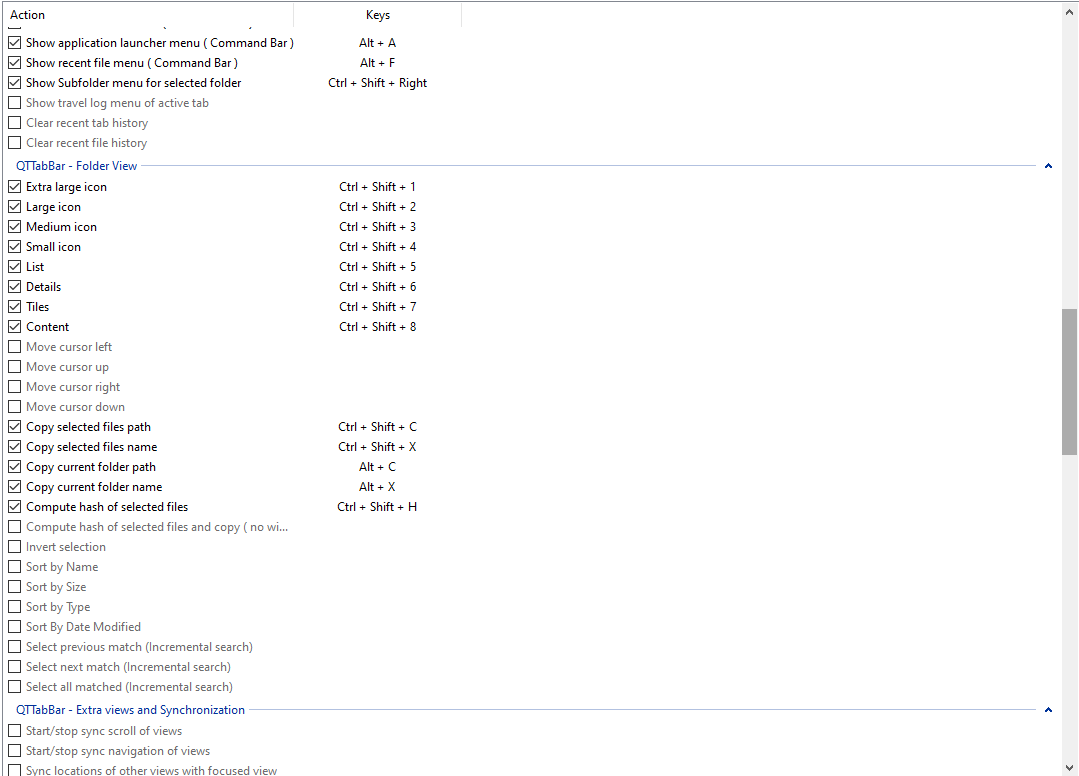 Action Keys
Show application launcher menu ( Command Bar ) Alt + A
Show recent file menu ( Command Bar ) Alt + F
Show Subfolder menu for selected folder Ctrl + Shift + Right
Show travel log menu of active tab
Clear recent tab history
Clear recent file history
QTTabBar - Folder View
Extra large icon Ctrl + Shift + 1
Large icon Ctrl + Shift + 2
Medium icon Ctrl + Shift + 3
Small icon Ctrl + Shift + 4
List Ctrl + Shift + 5
Details Ctrl + Shift + 6
Tiles Ctrl + Shift + 7
Content Ctrl + Shift + 8
Move cursor left
Move cursor up
Move cursor right
Move cursor down
Copy selected files path Ctrl + Shift + C
Copy selected files name Ctrl + Shift + X
Copy current folder path Alt + C
Copy current folder name Alt + X
Compute hash of selected files Ctrl + Shift + H
Compute hash of selected files and copy ( no wi...
Invert selection
Sort by Name
Sort by Size
Sort by Type
Sort By Date Modified
Select previous match (Incremental search)
Select next match (Incremental search)
Select all matched (Incremental search)
QTTabBar - Extra views and Synchronization
Start/stop sync scroll of views
Start/stop sync navigation of views
Sync locations of other views with focused view